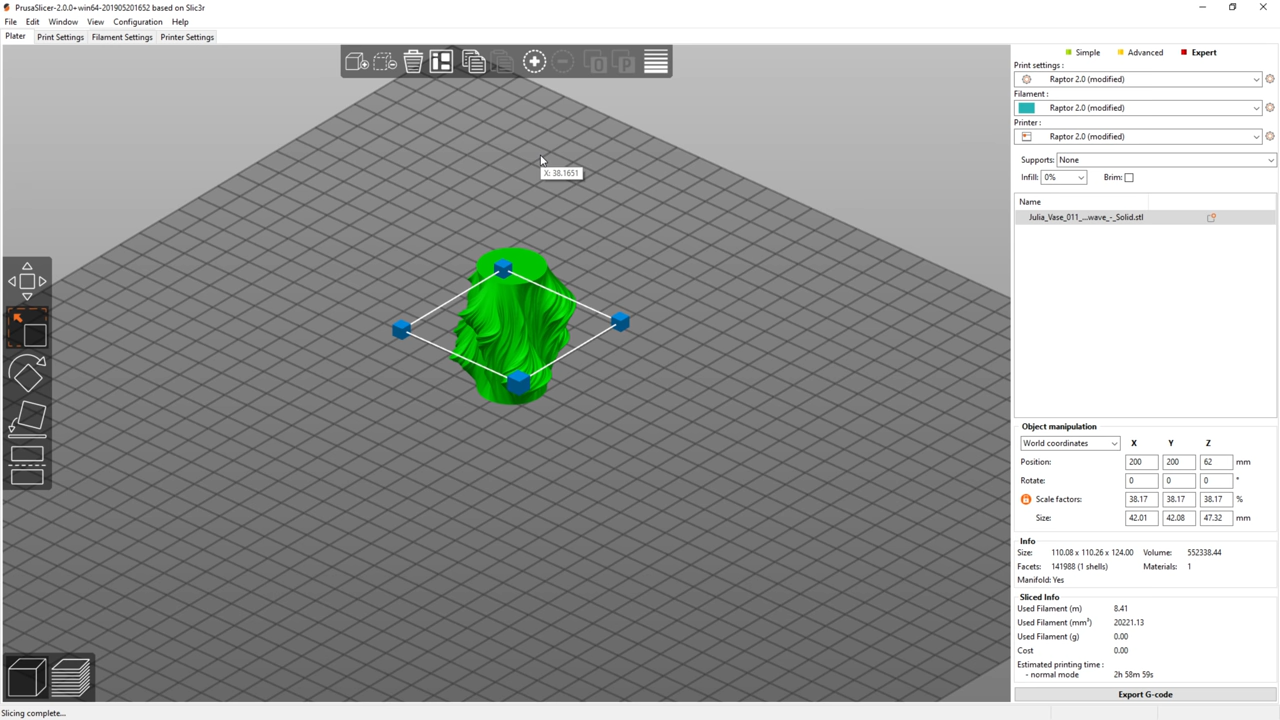 PrusaSlicer-2.0.0+win64-201905201652 based on Slic3r
File Edit Window View Configuration Help
Plater Print Settings Filament Settings Printer Settings
Simple Advanced Expert
Print settings :
Raptor 2.0 (modified)
Filament :
Raptor 2.0 (modified)
Printer :
Raptor 2.0 (modified)
Supports: None
Infill: 0% Brim:
Name
Julia_Vase_011_...wave_-_Solid.stl
X: 38.1651
Object manipulation
World coordinates X Y Z
Position: 200 200 62 mm
Rotate: 0 0 0 °
Scale factors: 38.17 38.17 38.17 %
Size: 42.01 42.08 47.32 mm
Info
Size: 110.08 x 110.26 x 124.00 Volume: 552338.44
Facets: 141988 (1 shells) Materials: 1
Manifold: Yes
Sliced Info
Used Filament (m) 8.41
Used Filament (mm³) 20221.13
Used Filament (g) 0.00
Cost 0.00
Estimated printing time :
- normal mode 2h 58m 59s
Export G-code
Slicing complete...